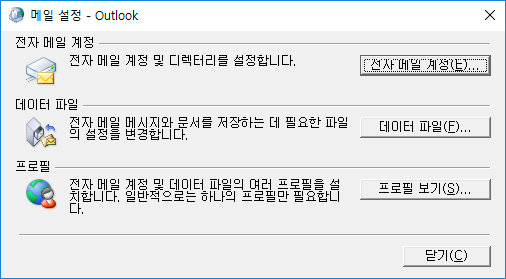 메일 설정 - Outlook
전자 메일 계정
전자 메일 계정 및 디렉터리를 설정합니다.
전자 메일 계정(E)...
데이터 파일
전자 메일 메시지와 문서를 저장하는 데 필요한 파일
의 설정을 변경합니다.
데이터 파일(F)...
프로필
전자 메일 계정 및 데이터 파일의 여러 프로필을 설
치합니다. 일반적으로는 하나의 프로필만 필요합니
다.
프로필 보기(S)...
닫기(C)